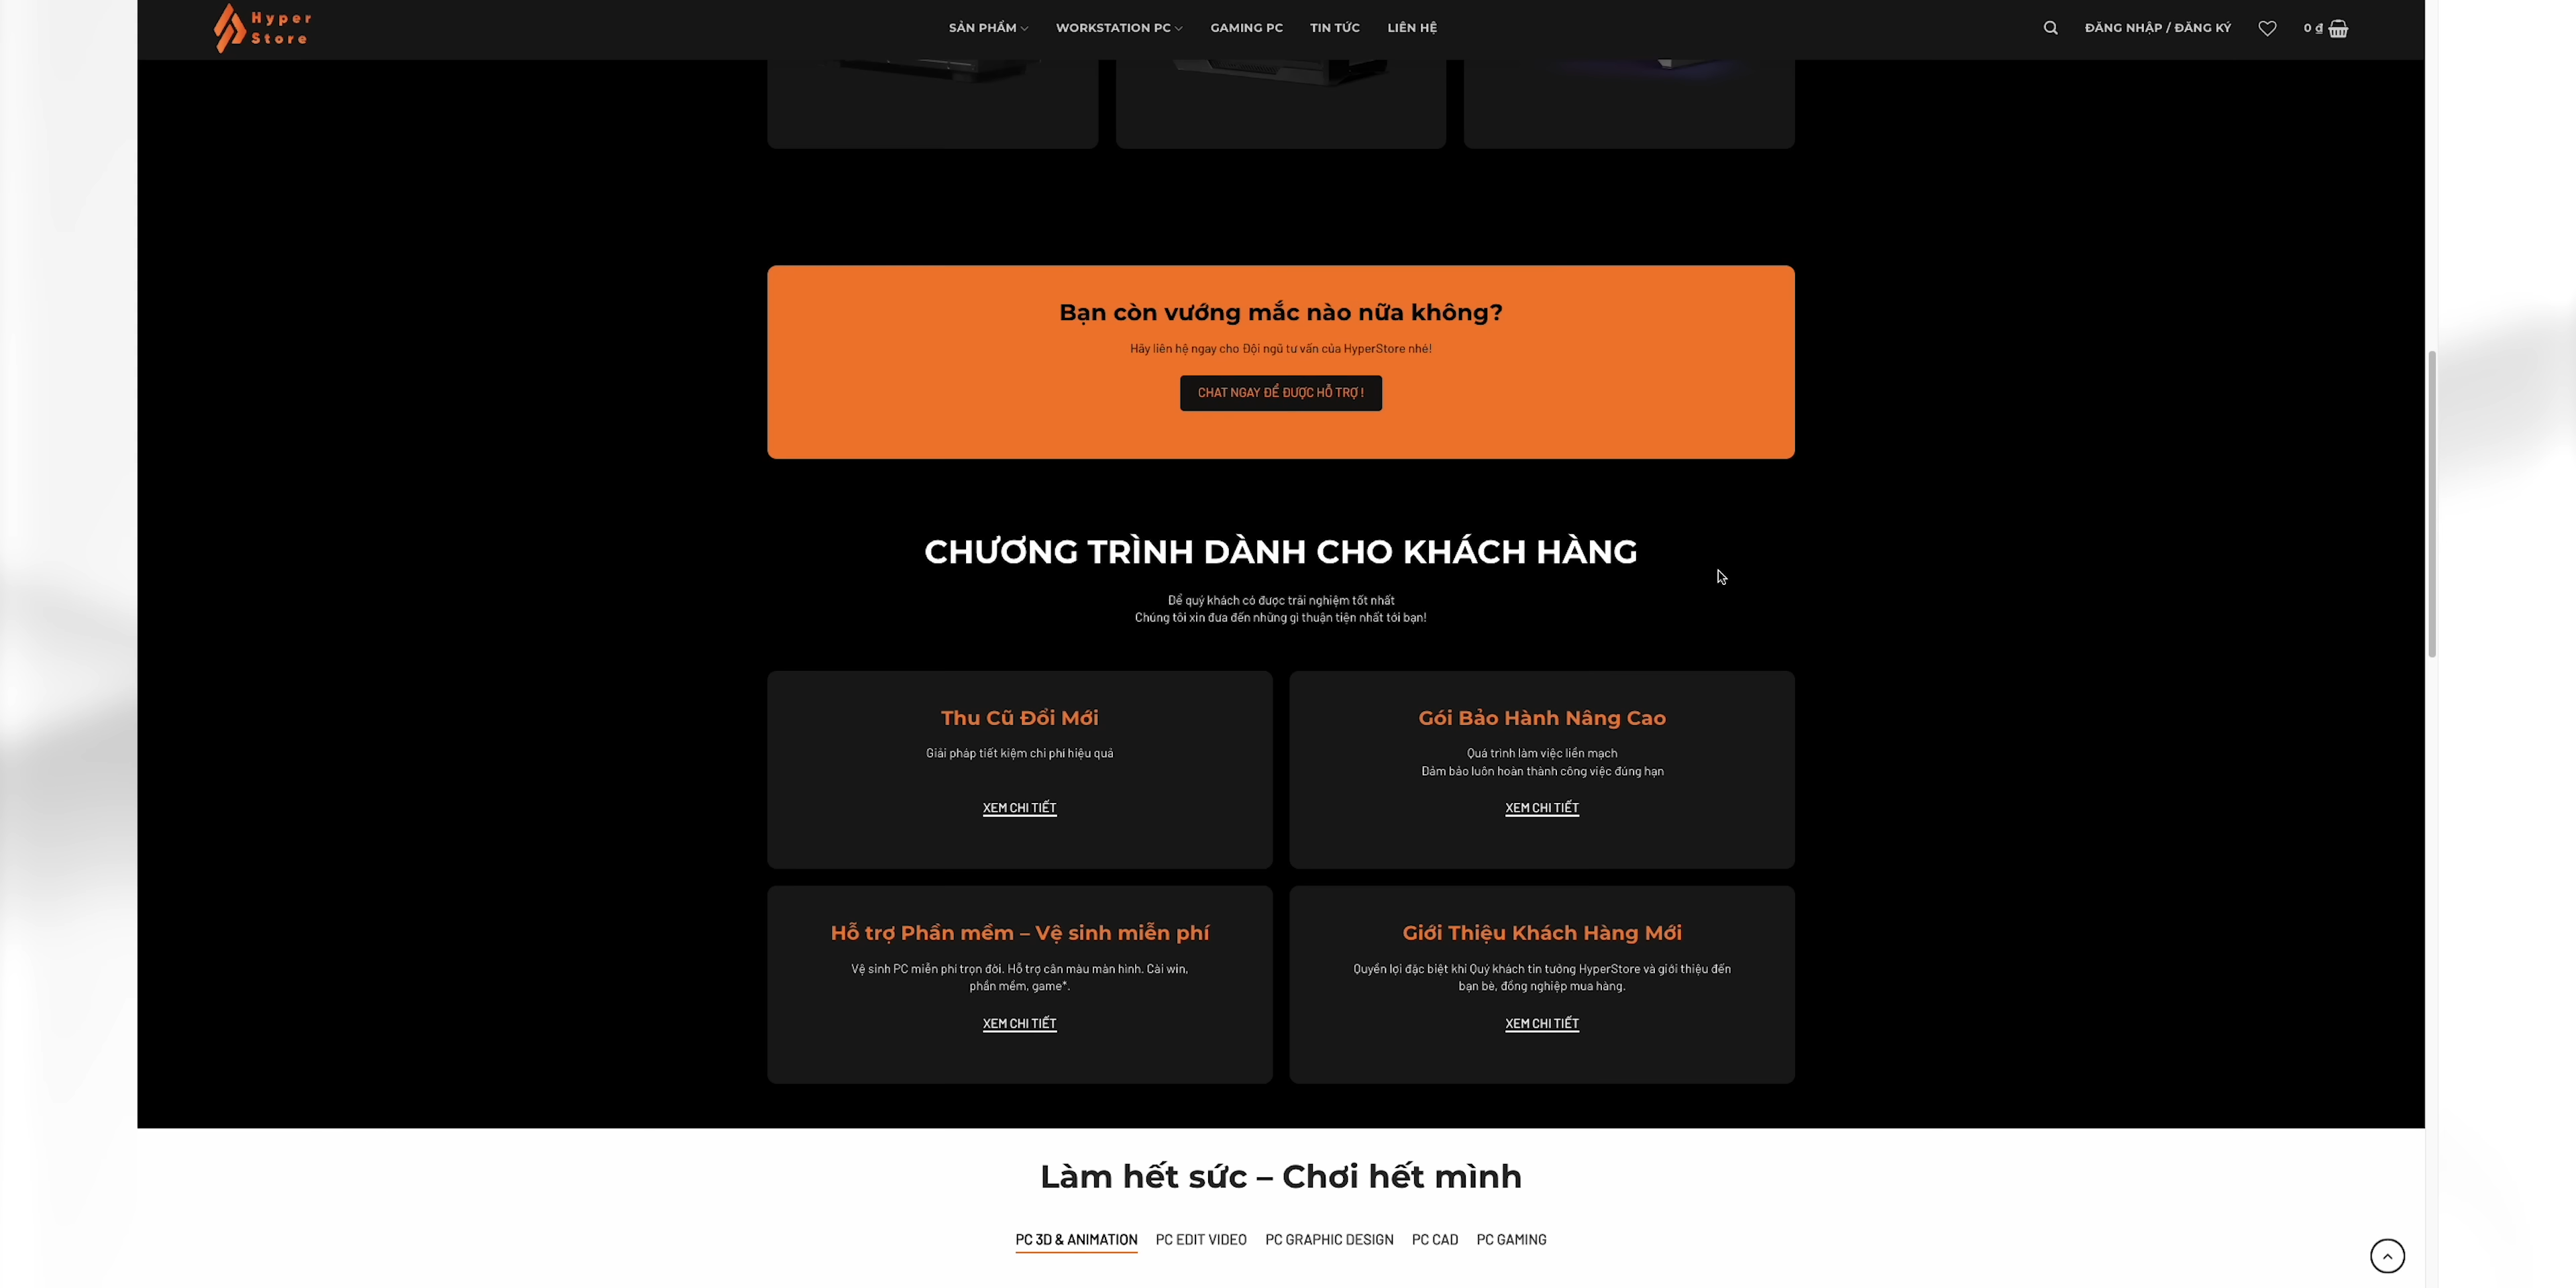 Hyper
Store
SẢN PHẨM
WORKSTATION PC
GAMING PC
TIN TỨC
LIÊN HỆ
ĐĂNG NHẬP / ĐĂNG KÝ
0 ₫
Bạn còn vướng mắc nào nữa không?
Hãy liên hệ ngay cho Đội ngũ tư vấn của HyperStore nhé!
CHAT NGAY ĐỂ ĐƯỢC HỖ TRỢ !
CHƯƠNG TRÌNH DÀNH CHO KHÁCH HÀNG
Để quý khách có được trải nghiệm tốt nhất
Chúng tôi xin đưa đến những gì thuận tiện nhất tới bạn!
Thu Cũ Đổi Mới
Giải pháp tiết kiệm chi phí hiệu quả
XEM CHI TIẾT
Gói Bảo Hành Nâng Cao
Quá trình làm việc liền mạch
Đảm bảo luôn hoàn thành công việc đúng hạn
XEM CHI TIẾT
Hỗ trợ Phần mềm – Vệ sinh miễn phí
Vệ sinh PC miễn phí trọn đời. Hỗ trợ cân màu màn hình. Cài win,
phần mềm, game*.
XEM CHI TIẾT
Giới Thiệu Khách Hàng Mới
Quyền lợi đặc biệt khi Quý khách tin tưởng HyperStore và giới thiệu đến
bạn bè, đồng nghiệp mua hàng.
XEM CHI TIẾT
Làm hết sức – Chơi hết mình
PC 3D & ANIMATION
PC EDIT VIDEO
PC GRAPHIC DESIGN
PC CAD
PC GAMING